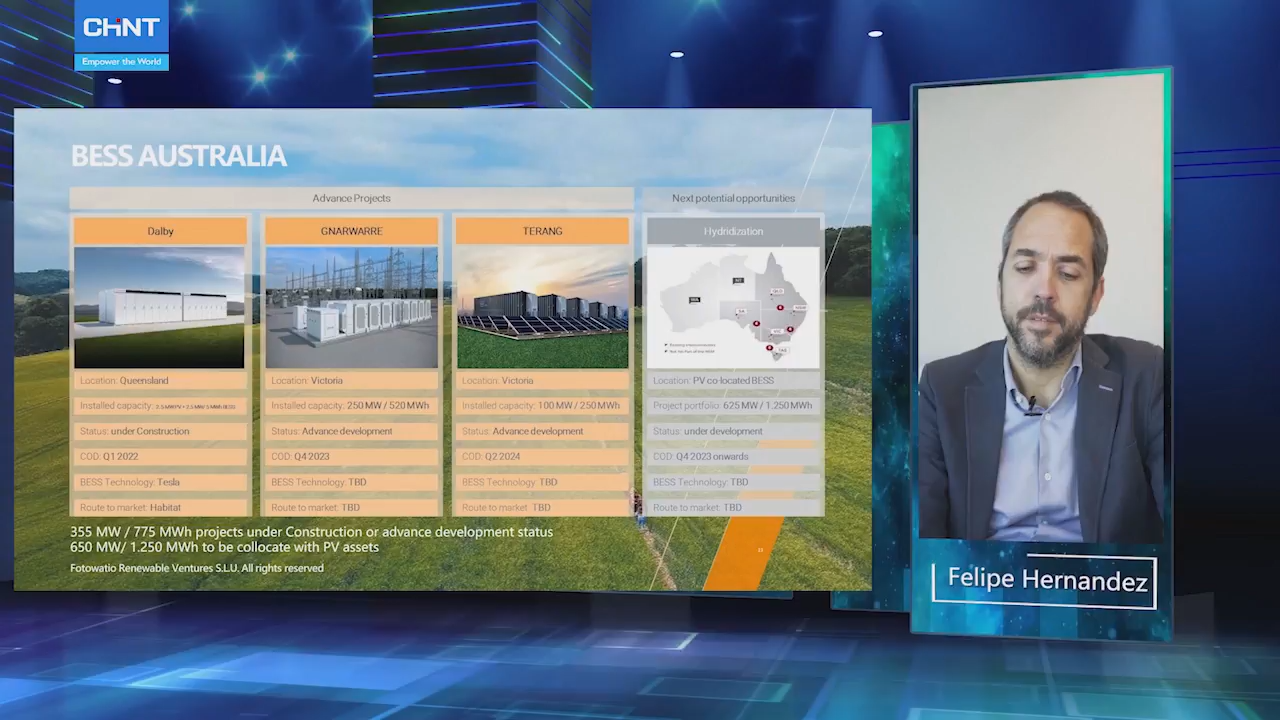 CHiNT
Empower the World
BESS AUSTRALIA
Advance Projects
Next potential opportunities
Dalby
GNARWARRE
TERANG
Hydridization
Location: Queensland
Location: Victoria
Location: Victoria
Location: PV co-located BESS
Installed capacity:
Installed capacity: 250 MW / 520 MWh
Installed capacity: 100 MW / 250 MWh
Project portfolio: 625 MW / 1.250 MWh
Status: under Construction
Status: Advance development
Status: Advance development
Status: under development
COD: Q1 2022
COD: Q4 2023
COD: Q2 2024
COD: Q4 2023 onwards
BESS Technology: Tesla
BESS Technology: TBD
BESS Technology: TBD
BESS Technology: TBD
Route to market: Habitat
Route to market: TBD
Route to market: TBD
Route to market: TBD
355 MW / 775 MWh projects under Construction or advance development status
650 MW/ 1.250 MWh to be collocate with PV assets
Fotowatio Renewable Ventures S.L.U. All rights reserved
Felipe Hernandez